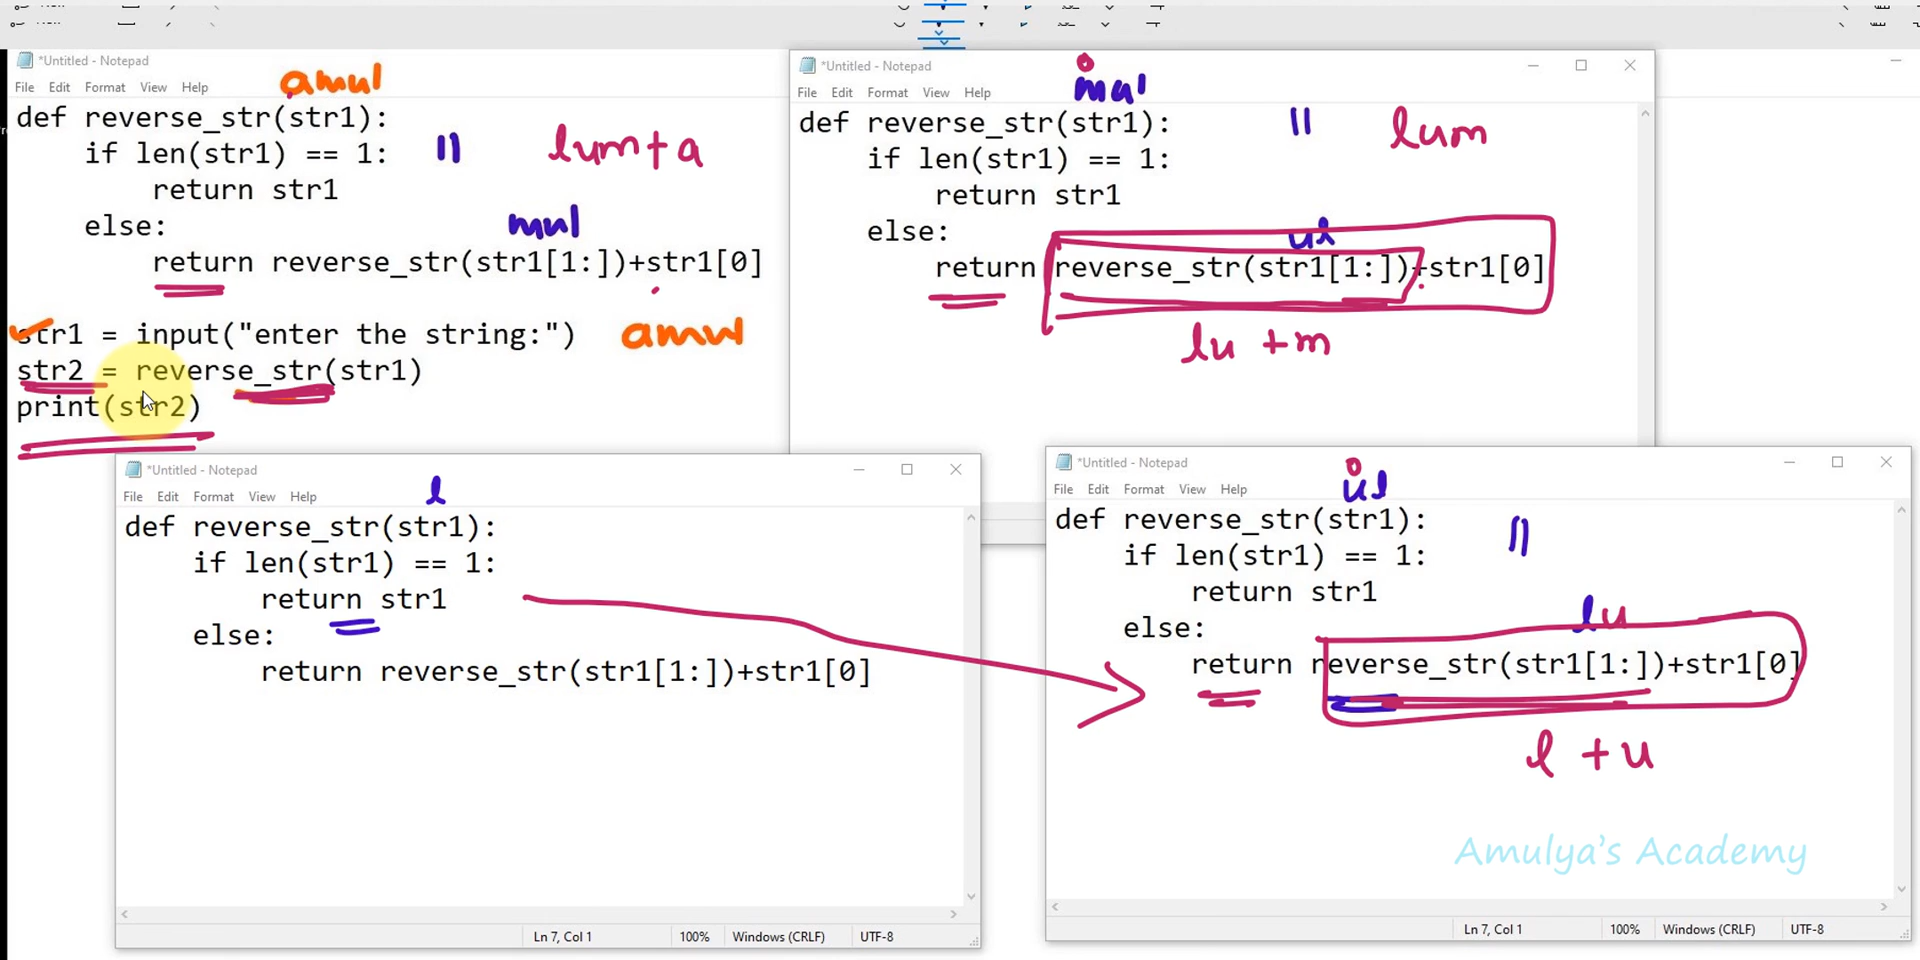 *Untitled - Notepad
File Edit Format View Help
amul
def reverse_str(str1):
if len(str1) == 1:
lum+a
return str1
else:
mul
return reverse_str(str1[1:])+str1[0]
str1 = input("enter the string:")
amul
str2 = reverse_str(str1)
print(str2)
*Untitled - Notepad
File Edit Format View Help
mul
def reverse_str(str1):
lum
if len(str1) == 1:
return str1
else:
ul
return reverse_str(str1[1:])+str1[0]
lu +m
*Untitled - Notepad
File Edit Format View Help
l
def reverse_str(str1):
if len(str1) == 1:
return str1
else:
return reverse_str(str1[1:])+str1[0]
Ln 7, Col 1 100% Windows (CRLF) UTF-8
*Untitled - Notepad
File Edit Format View Help
ul
def reverse_str(str1):
if len(str1) == 1:
return str1
else:
lu
return reverse_str(str1[1:])+str1[0]
l +u
Amulya's Academy
Ln 7, Col 1 100% Windows (CRLF) UTF-8